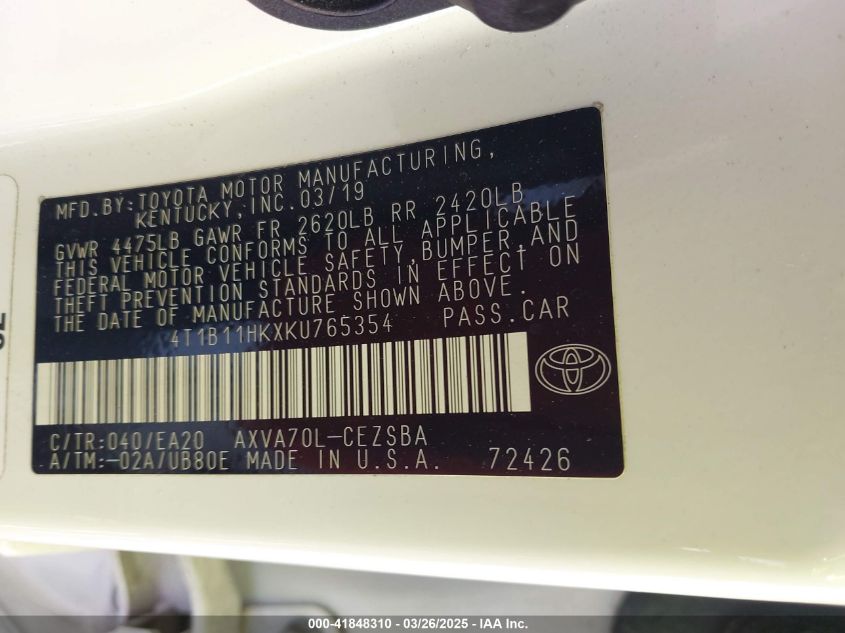 MFD.BY:TOYOTA MOTOR MANUFACTURING,
KENTUCKY, INC. 03/19
GVWR 4475LB GAWR FR 2620LB RR 2420LB
THIS VEHICLE CONFORMS TO ALL APPLICABLE
FEDERAL MOTOR VEHICLE SAFETY, BUMPER, AND
THEFT PREVENTION STANDARDS IN EFFECT ON
THE DATE OF MANUFACTURE SHOWN ABOVE.
4T1B11HKXKU765354 PASS.CAR
C/TR:040/EA20 AXVA70L-CEZSBA
A/TM:-02A/UB80E MADE IN U.S.A. 72426
000-41848310 / 03/26/2025 - IAA Inc.